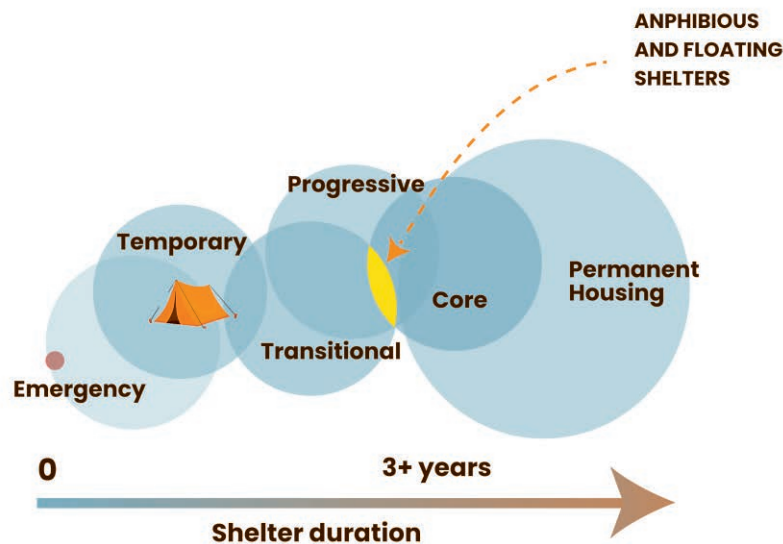 ANPHIBIOUS
AND FLOATING
SHELTERS
Progressive
Temporary
Permanent
Housing
Core
Transitional
Emergency
0
3+ years
Shelter duration